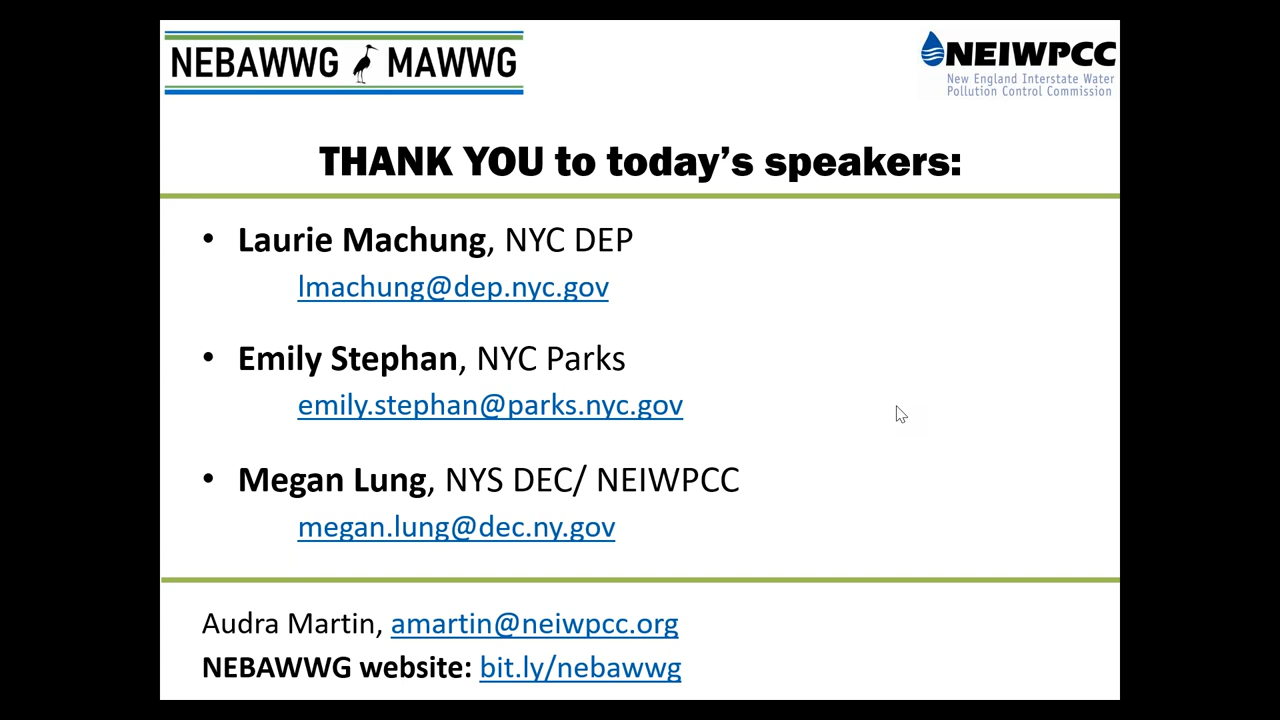 NEBAWWG MAWWG
NEIWPCC
New England Interstate Water
Pollution Control Commission
THANK YOU to today’s speakers:
• Laurie Machung, NYC DEP
lmachung@dep.nyc.gov
• Emily Stephan, NYC Parks
emily.stephan@parks.nyc.gov
• Megan Lung, NYS DEC/ NEIWPCC
megan.lung@dec.ny.gov
Audra Martin, amartin@neiwpcc.org
NEBAWWG website: bit.ly/nebawwg